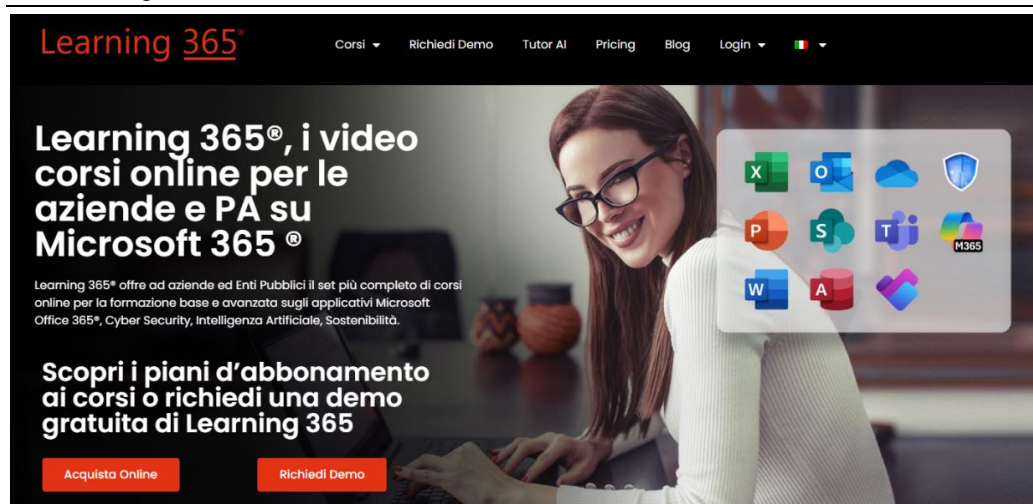 Learning 365®
Corsi
Richiedi Demo
Tutor AI
Pricing
Blog
Login
Learning 365®, i video
corsi online per le
aziende e PA su
Microsoft 365 ®
Learning 365® offre ad aziende ed Enti Pubblici il set più completo di corsi
online per la formazione base e avanzata sugli applicativi Microsoft
Office 365®, Cyber Security, Intelligenza Artificiale, Sostenibilità.
Scopri i piani d'abbonamento
ai corsi o richiedi una demo
gratuita di Learning 365
Acquista Online
Richiedi Demo
X
O
P
S
T
M365
W
A